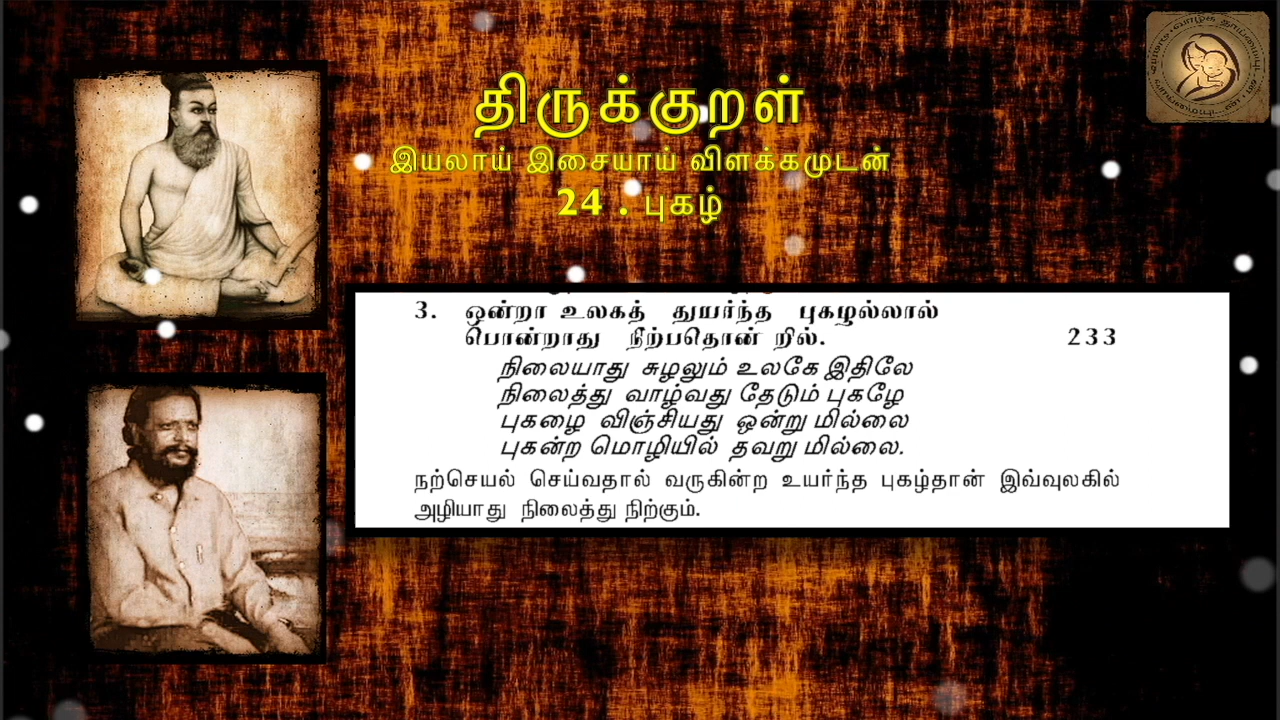 திருக்குறள்
இயலாய் இசையாய் விளக்கமுடன்
24 . புகழ்
3. ஒன்றா உலகத் துயர்ந்த புகழல்லால்
பொன்றாது நிற்பதொன் றில். 233
நிலையாது சுழலும் உலகே இதிலே
நிலைத்து வாழ்வது தேடும் புகழே
புகழை விஞ்சியது ஒன்று மில்லை
புகன்ற மொழியில் தவறு மில்லை.
நற்செயல் செய்வதால் வருகின்ற உயர்ந்த புகழ்தான் இவ்வுலகில்
அழியாது நிலைத்து நிற்கும்.